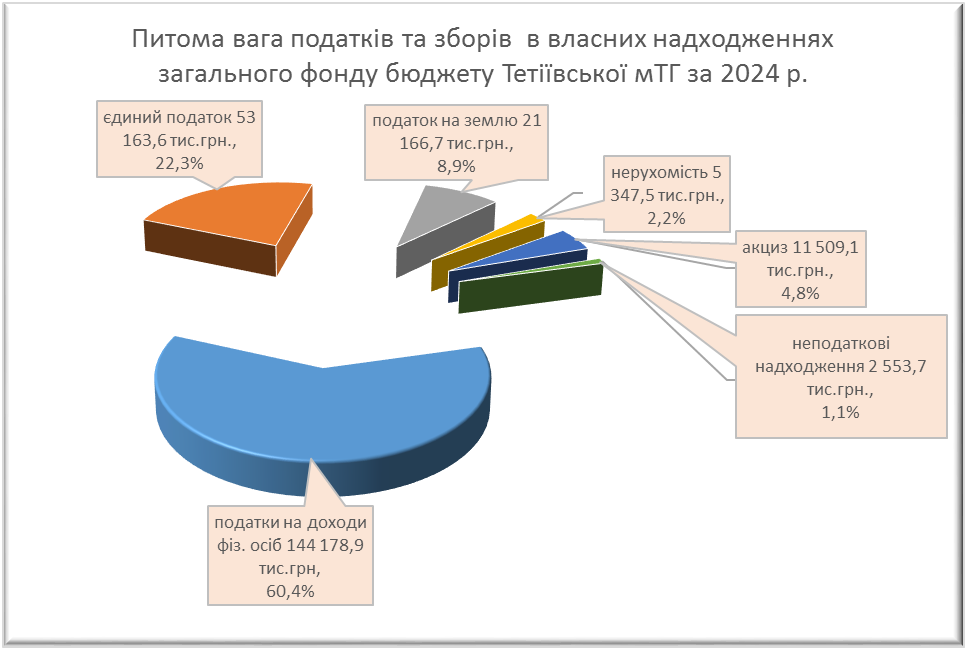 Питома вага податків та зборів  в власних надходженнях
загального фонду бюджету Тетіївської мТГ за 2024 р.
єдиний податок 53
163,6 тис.грн.,
22,3%
податок на землю 21
166,7 тис.грн.,
8,9%
нерухомість 5
347,5 тис.грн.,
2,2%
акциз 11 509,1
тис.грн.,
4,8%
неподаткові
надходження 2 553,7
тис.грн.,
1,1%
податки на доходи
фіз. осіб 144 178,9
тис.грн,
60,4%